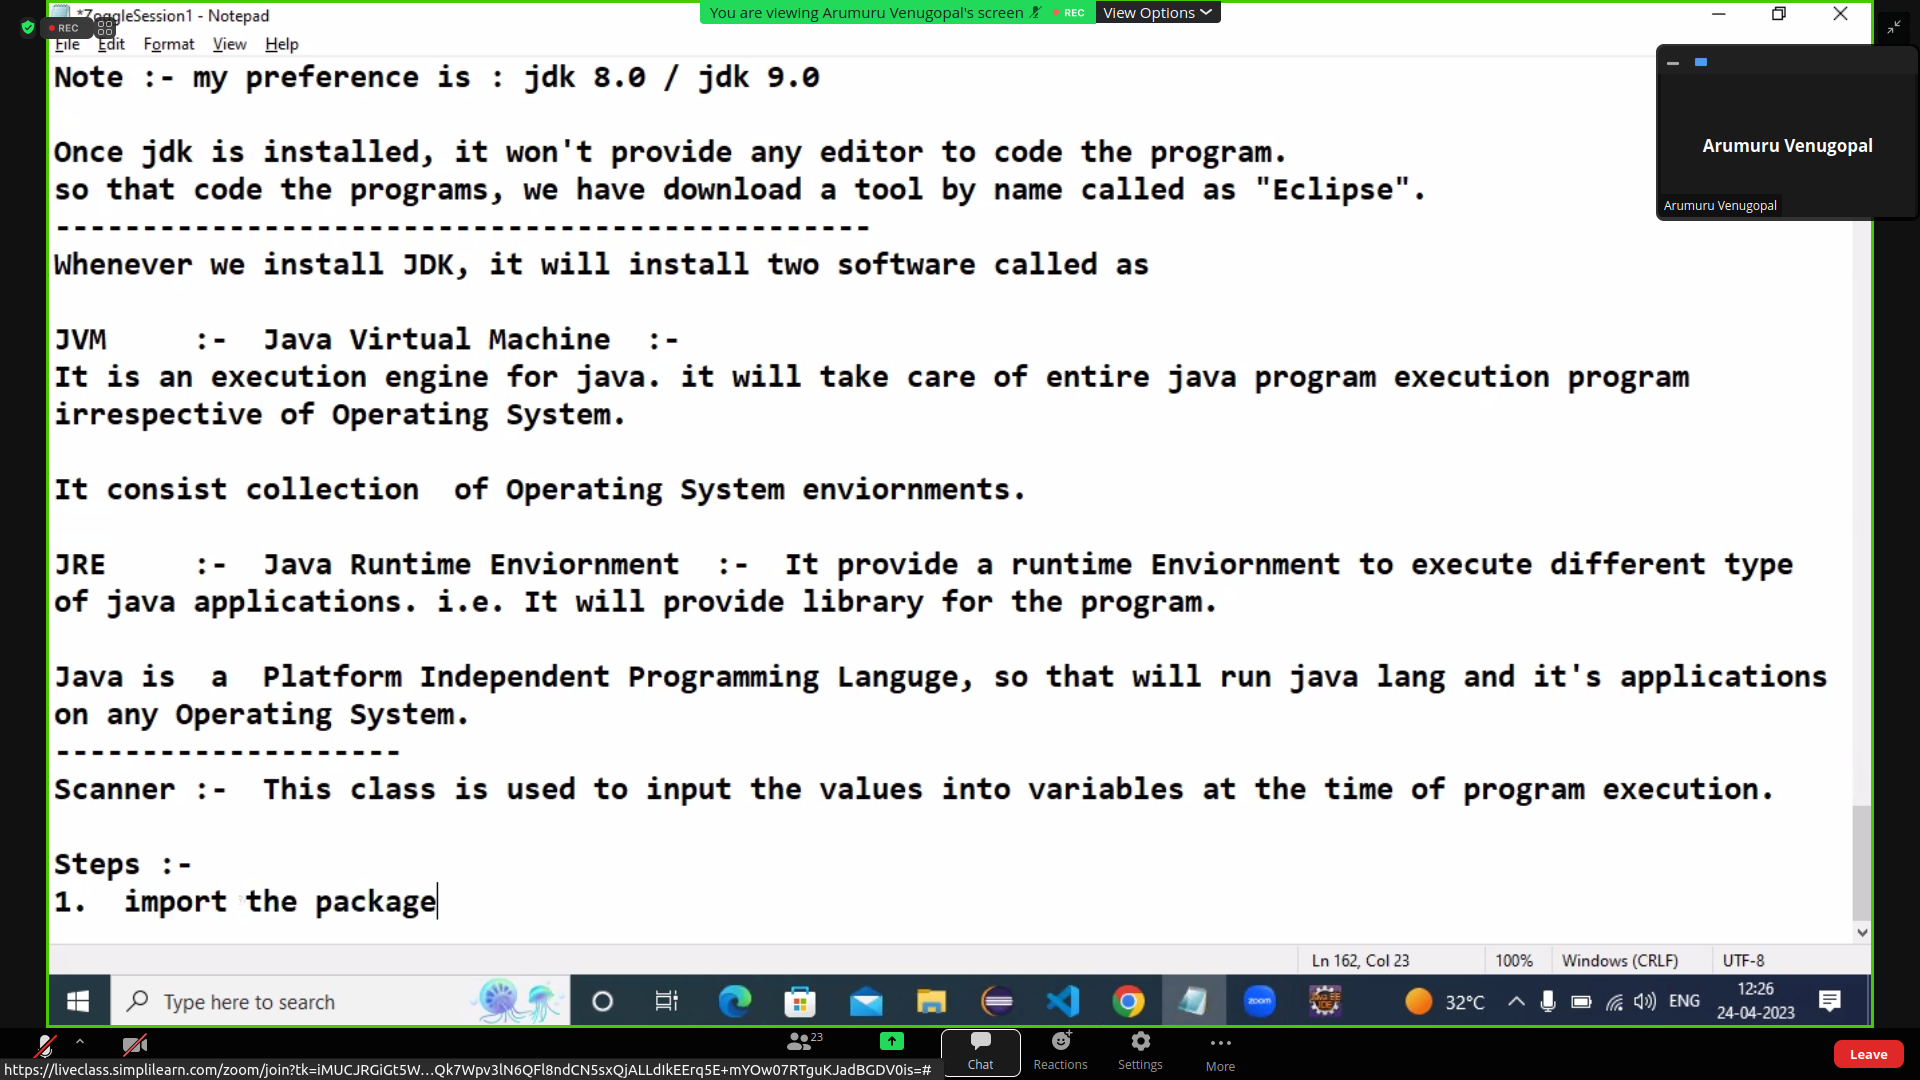 *ZoggleSession1 - Notepad
You are viewing Arumuru Venugopal's screen
REC
View Options
REC
File Edit Format View Help
Note :- my preference is : jdk 8.0 / jdk 9.0
Once jdk is installed, it won't provide any editor to code the program.
so that code the programs, we have download a tool by name called as "Eclipse".
-----------------------------------------------
Whenever we install JDK, it will install two software called as
JVM :- Java Virtual Machine :-
It is an execution engine for java. it will take care of entire java program execution program
irrespective of Operating System.
It consist collection of Operating System enviornments.
JRE :- Java Runtime Enviornment :- It provide a runtime Enviornment to execute different type
of java applications. i.e. It will provide library for the program.
Java is a Platform Independent Programming Languge, so that will run java lang and it's applications
on any Operating System.
--------------------
Scanner :- This class is used to input the values into variables at the time of program execution.
Steps :-
1. import the package
Arumuru Venugopal
Arumuru Venugopal
Ln 162, Col 23
100%
Windows (CRLF)
UTF-8
Type here to search
zoom
32°C
ENG
12:26
24-04-2023
23
Chat
Reactions
Settings
More
Leave
https://liveclass.simplilearn.com/zoom/join?tk=iMUCJRGiGt5W...Qk7Wpv3lN6QFl8ndCN5sxQjALLdIkEErq5E+mYOw07RTguKJadBGDV0is=#